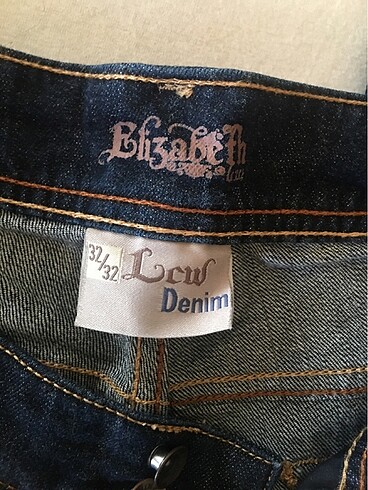 Elizabeth
32/32
Lcw
Denim